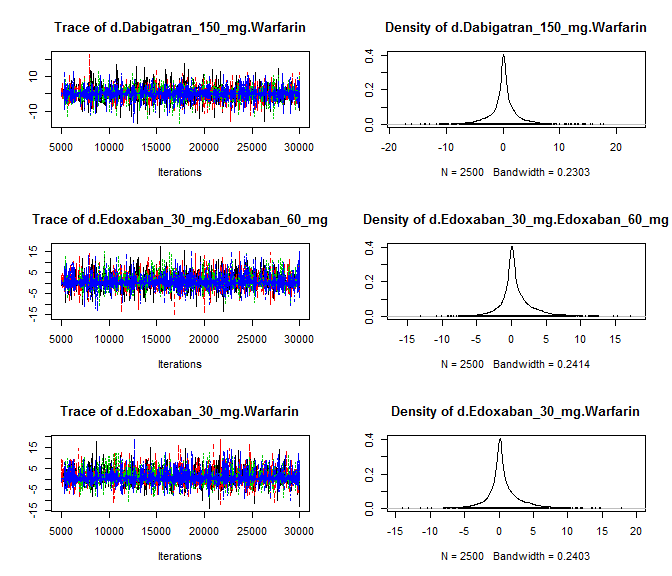 Trace of d.Dabigatran_150_mg.Warfarin
10
-10
5000 10000 15000 20000 25000 30000
Iterations
Density of d.Dabigatran_150_mg.Warfarin
0.4
0.2
0.0
-20 -10 0 10 20
N = 2500 Bandwidth = 0.2303
Trace of d.Edoxaban_30_mg.Edoxaban_60_mg
15
5
-5
-15
5000 10000 15000 20000 25000 30000
Iterations
Density of d.Edoxaban_30_mg.Edoxaban_60_mg
0.4
0.2
0.0
-15 -10 -5 0 5 10 15
N = 2500 Bandwidth = 0.2414
Trace of d.Edoxaban_30_mg.Warfarin
15
5
-5
-15
5000 10000 15000 20000 25000 30000
Iterations
Density of d.Edoxaban_30_mg.Warfarin
0.4
0.2
0.0
-15 -10 -5 0 5 10 15 20
N = 2500 Bandwidth = 0.2403